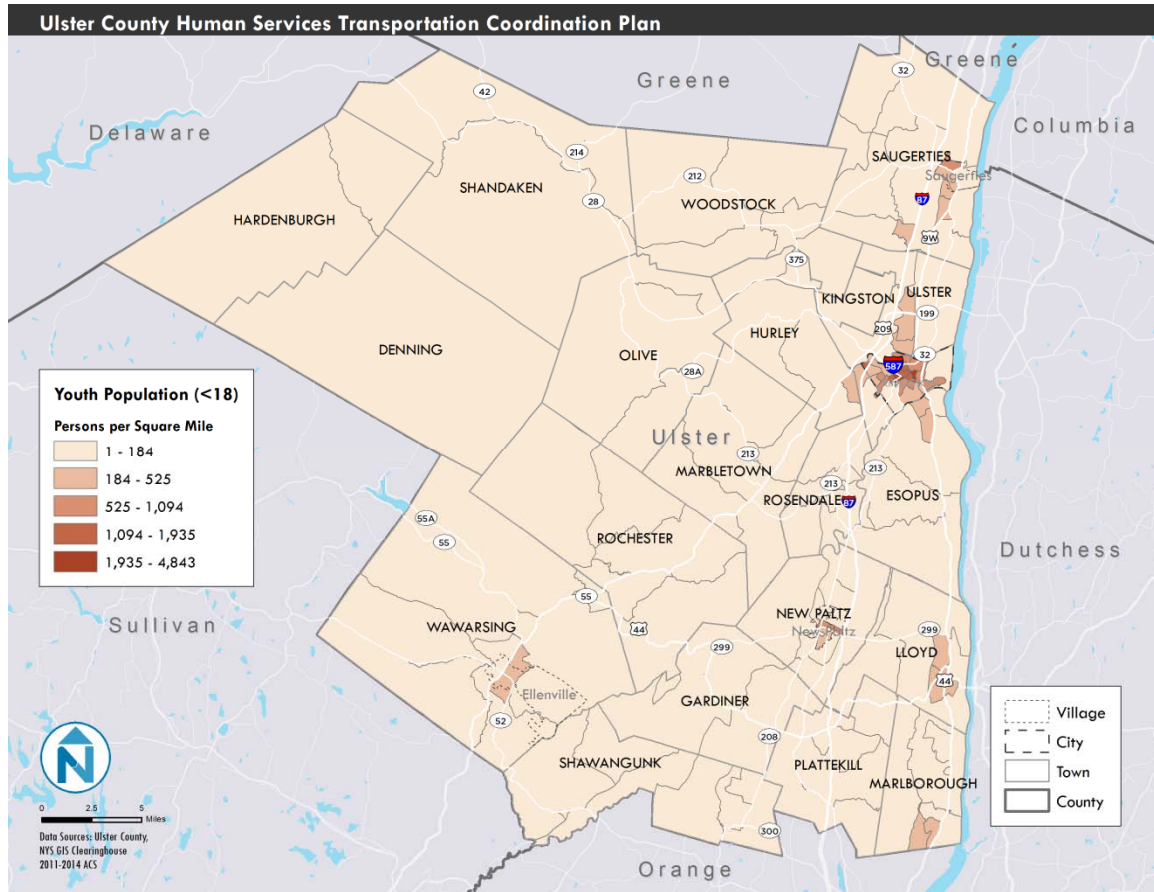 Ulster County Human Services Transportation Coordination Plan
Greene
Greene
32
42
Delaware
Columbia
214
SAUGERTIES
Saugerties
212
SHANDAKEN
87
28
WOODSTOCK
HARDENBURGH
9W
375
KINGSTON
ULSTER
199
209
HURLEY
DENNING
OLIVE
32
587
28A
Youth Population (<18)
Persons per Square Mile
1 - 184
184 - 525
525 - 1,094
1,094 - 1,935
1,935 - 4,843
Ulster
213
MARBLETOWN
213
213
ROSENDALE
87
ESOPUS
55A
55
ROCHESTER
Dutchess
55
Sullivan
WAWARSING
44
NEW PALTZ
New Paltz
299
299
LLOYD
44
Ellenville
GARDINER
52
208
SHAWANGUNK
PLATTEKILL
MARLBOROUGH
300
Orange
Village
City
Town
County
N
0 2.5 5
Miles
Data Sources: Ulster County,
NYS GIS Clearinghouse
2011-2014 ACS